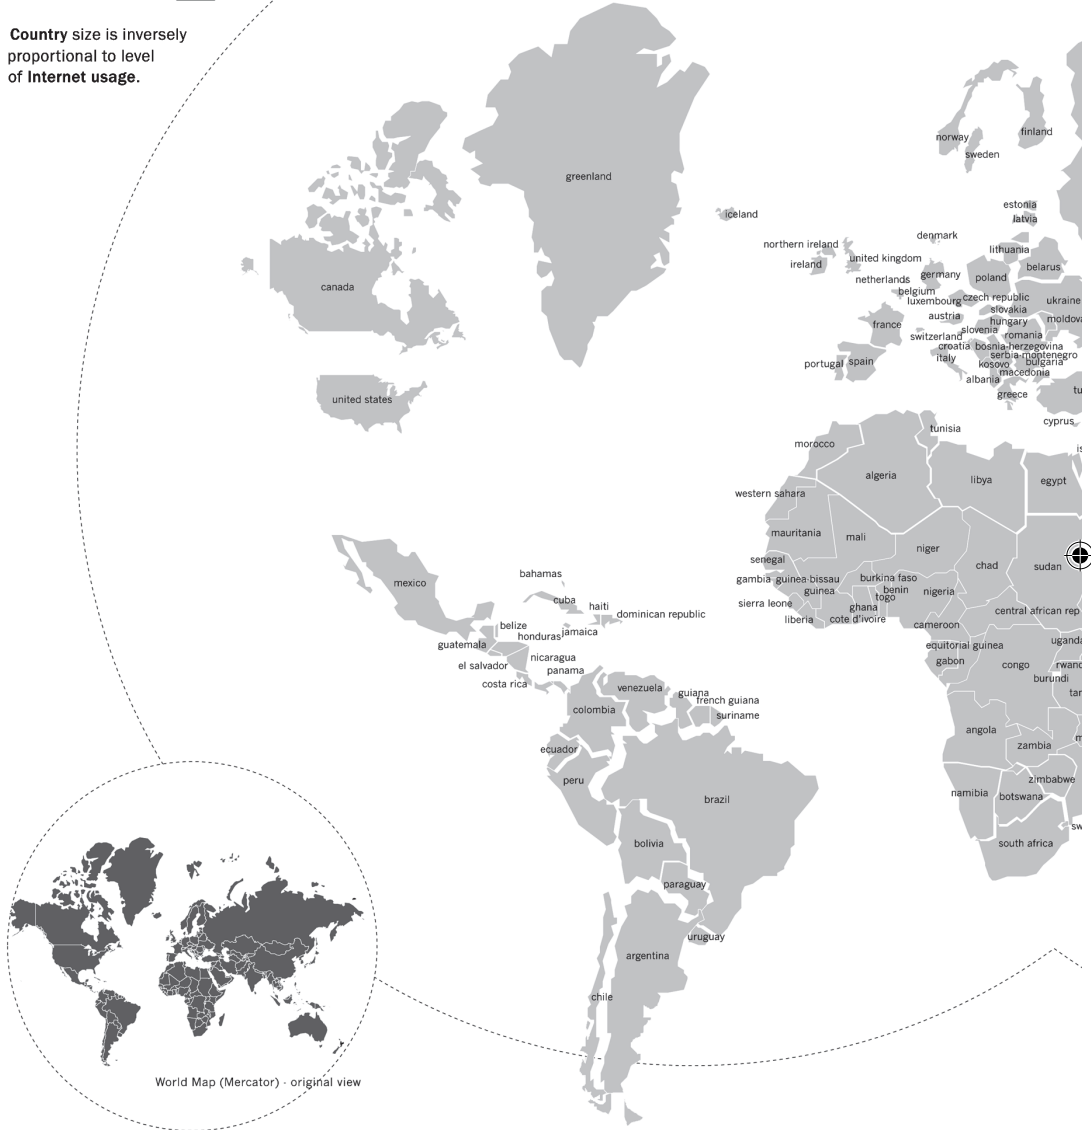 Country size is inversely
proportional to level
of Internet usage.
greenland
norway
finland
sweden
estonia
latvia
iceland
denmark
northern ireland
lithuania
ireland
united kingdom
belarus
germany
poland
netherlands
canada
belgium
luxembourg
czech republic
ukraine
slovakia
austria
moldova
hungary
france
slovenia
romania
switzerland
croatia
bosnia-herzegovina
italy
serbia-montenegro
portugal
spain
kosovo
bulgaria
macedonia
albania
united states
greece
tu
cyprus
tunisia
morocco
is
algeria
libya
egypt
western sahara
mauritania
mali
niger
senegal
chad
sudan
bahamas
mexico
gambia
guinea-bissau
burkina faso
guinea
benin
nigeria
togo
cuba
haiti
sierra leone
ghana
dominican republic
liberia
cote d'ivoire
central african rep
belize
cameroon
jamaica
honduras
guatemala
equitorial guinea
uganda
nicaragua
gabon
congo
rwand
el salvador
panama
burundi
costa rica
venezuela
guiana
tar
french guiana
colombia
suriname
angola
ecuador
zambia
m
peru
zimbabwe
namibia
botswana
brazil
sw
bolivia
south africa
paraguay
uruguay
argentina
chile
World Map (Mercator) - original view